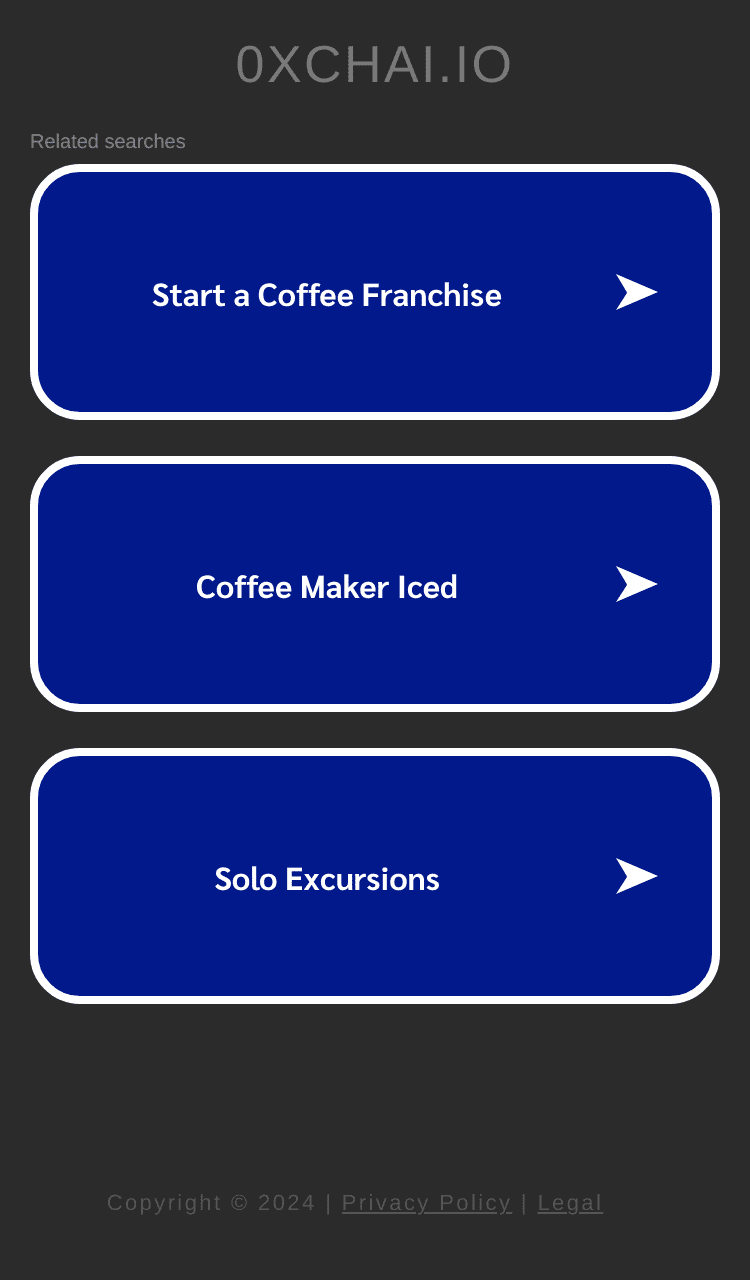 0XCHAI.IO
Related searches
Start a Coffee Franchise
Coffee Maker Iced
Solo Excursions
Copyright © 2024 | Privacy Policy | Legal